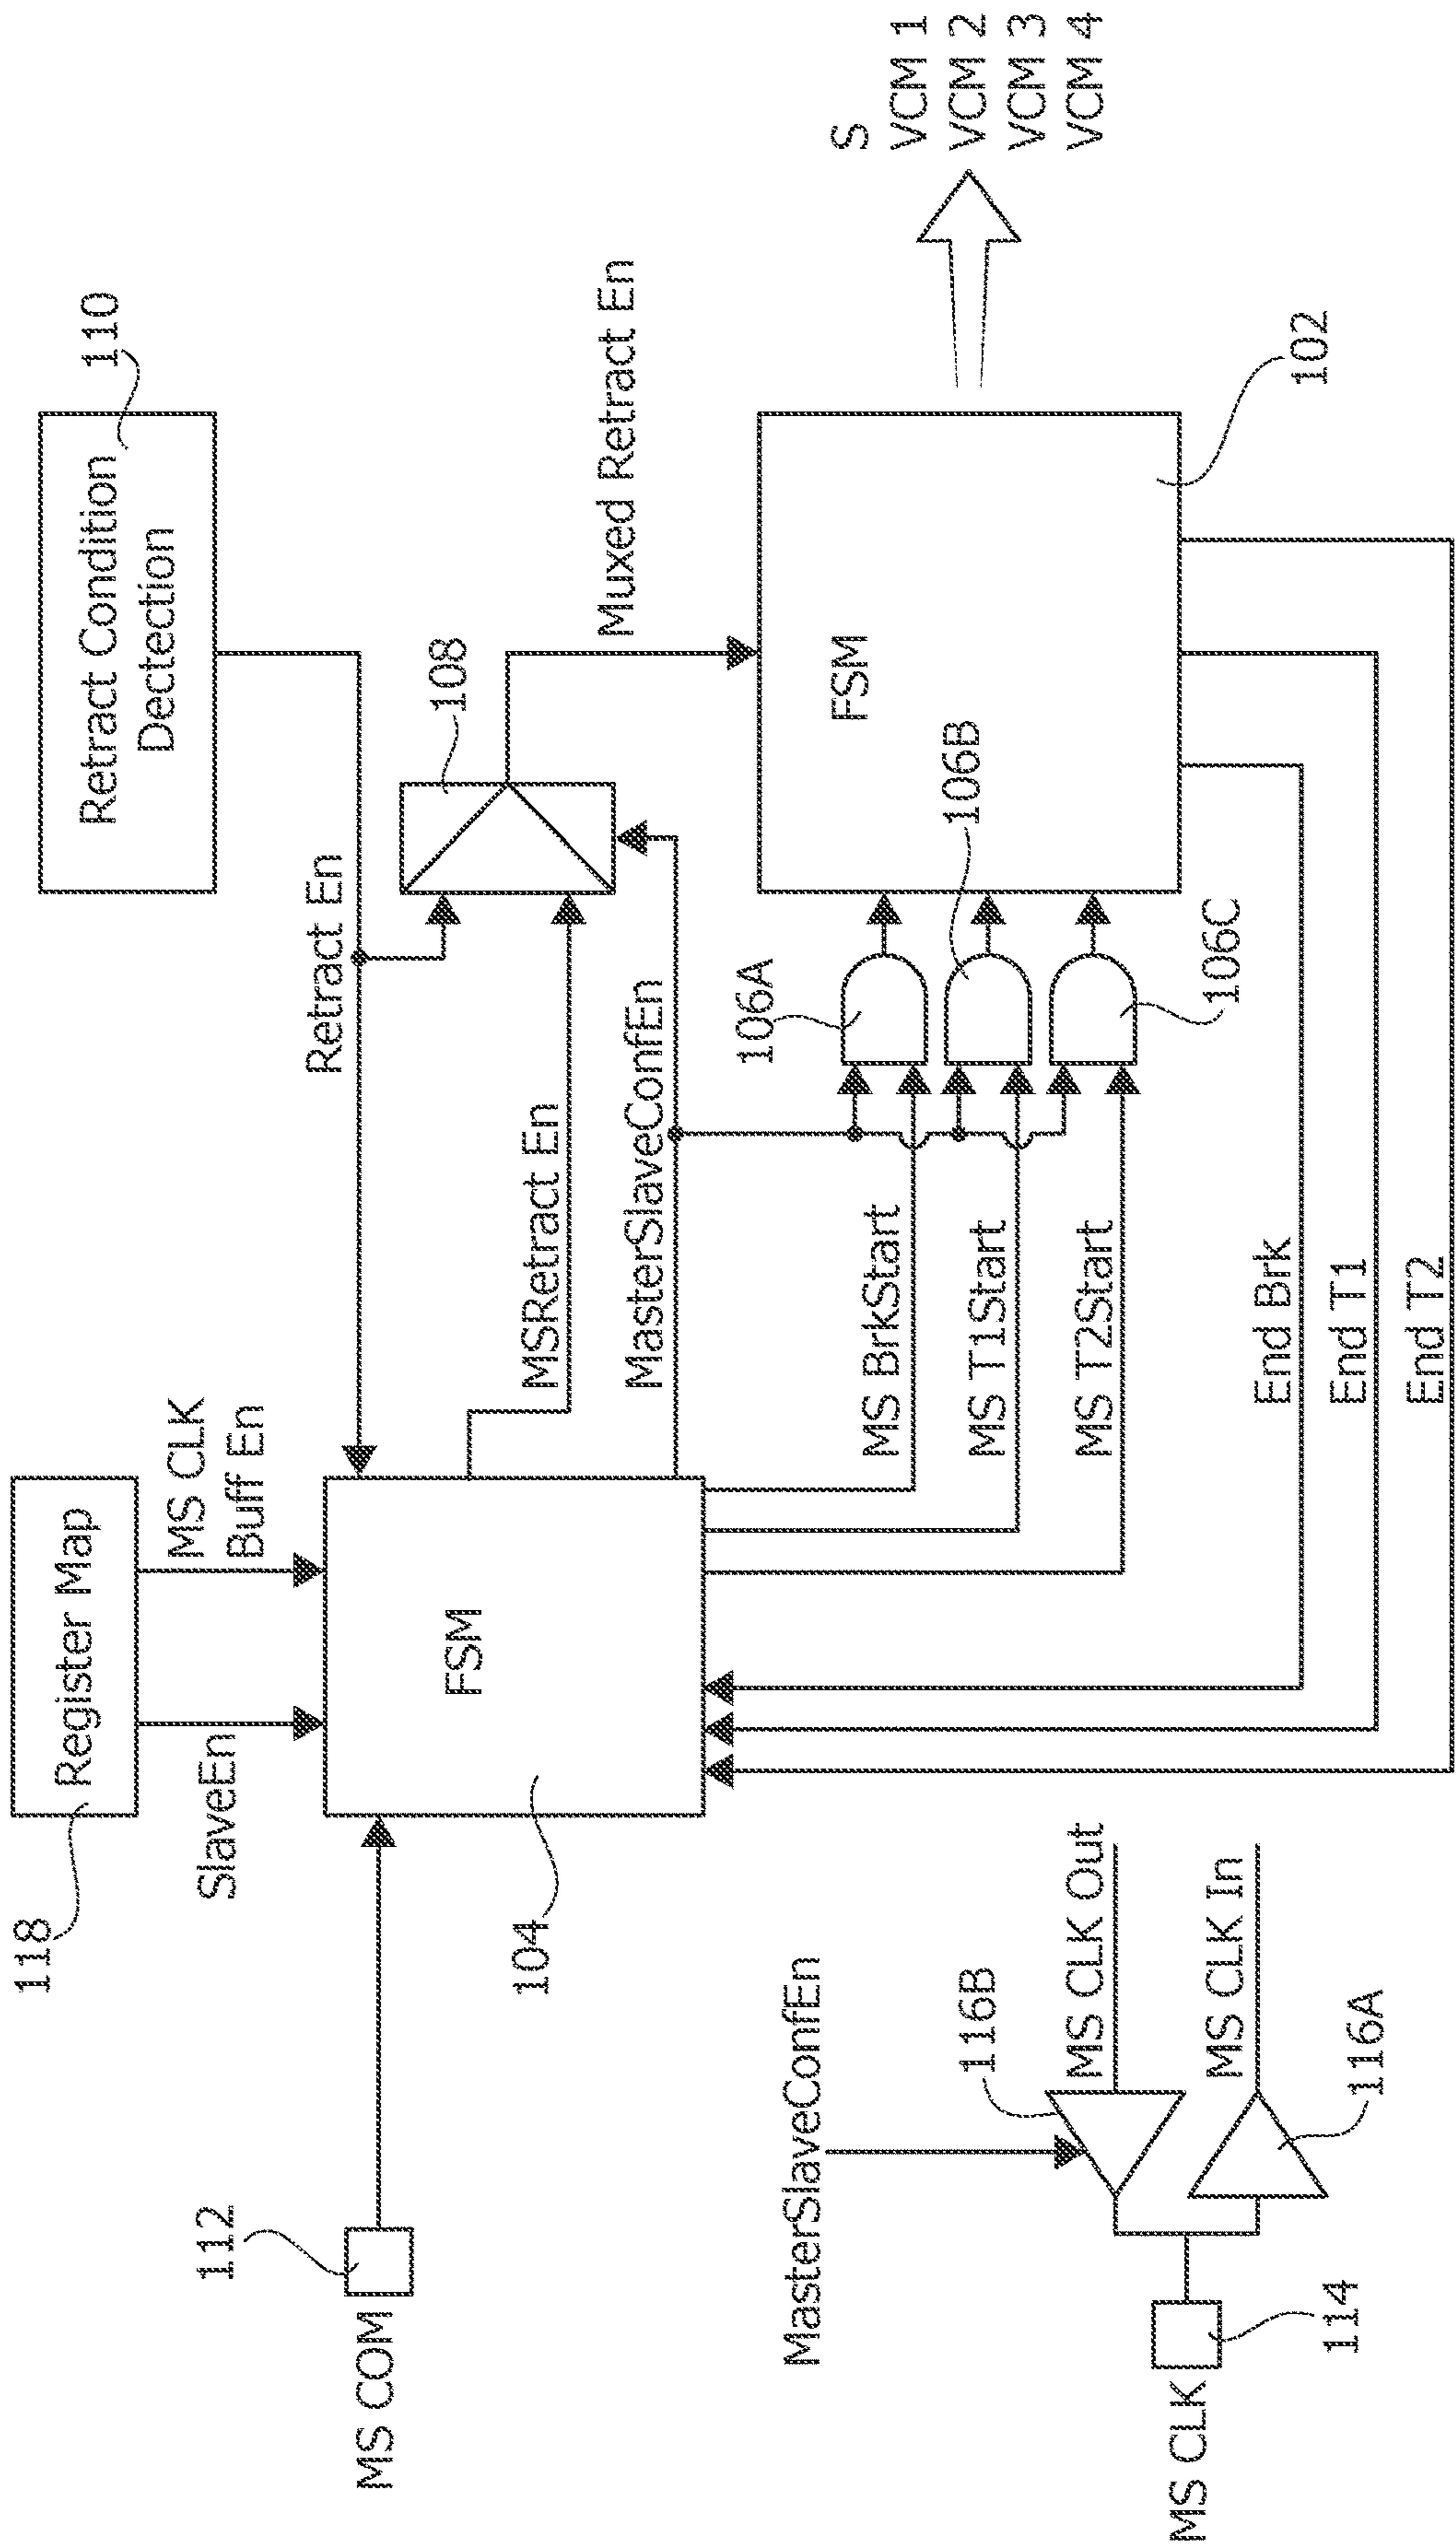 118
Register Map
SlaveEn
MS CLK
Buff En
110
Retract Condition
Dectection
Retract En
112
MS COM
104
FSM
MSRetract En
MasterSlaveConfEn
108
Muxed Retract En
MS BrkStart
MS T1Start
MS T2Start
106A
106B
106C
FSM
102
S
VCM 1
VCM 2
VCM 3
VCM 4
End Brk
End T1
End T2
MasterSlaveConfEn
116B
MS CLK Out
MS CLK In
116A
114
MS CLK